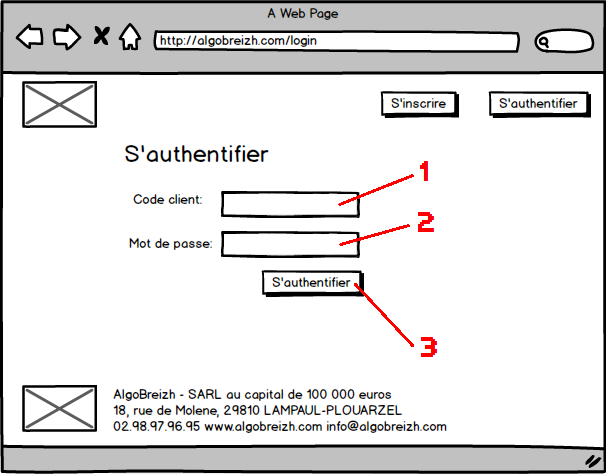 A Web Page
http://algobreizh.com/login
S'inscrire
S'authentifier
S'authentifier
Code client:
1
Mot de passe:
2
S'authentifier
3
AlgoBreizh - SARL au capital de 100 000 euros
18, rue de Molene, 29810 LAMPAUL-PLOUARZEL
02.98.97.96.95 www.algobreizh.com info@algobreizh.com